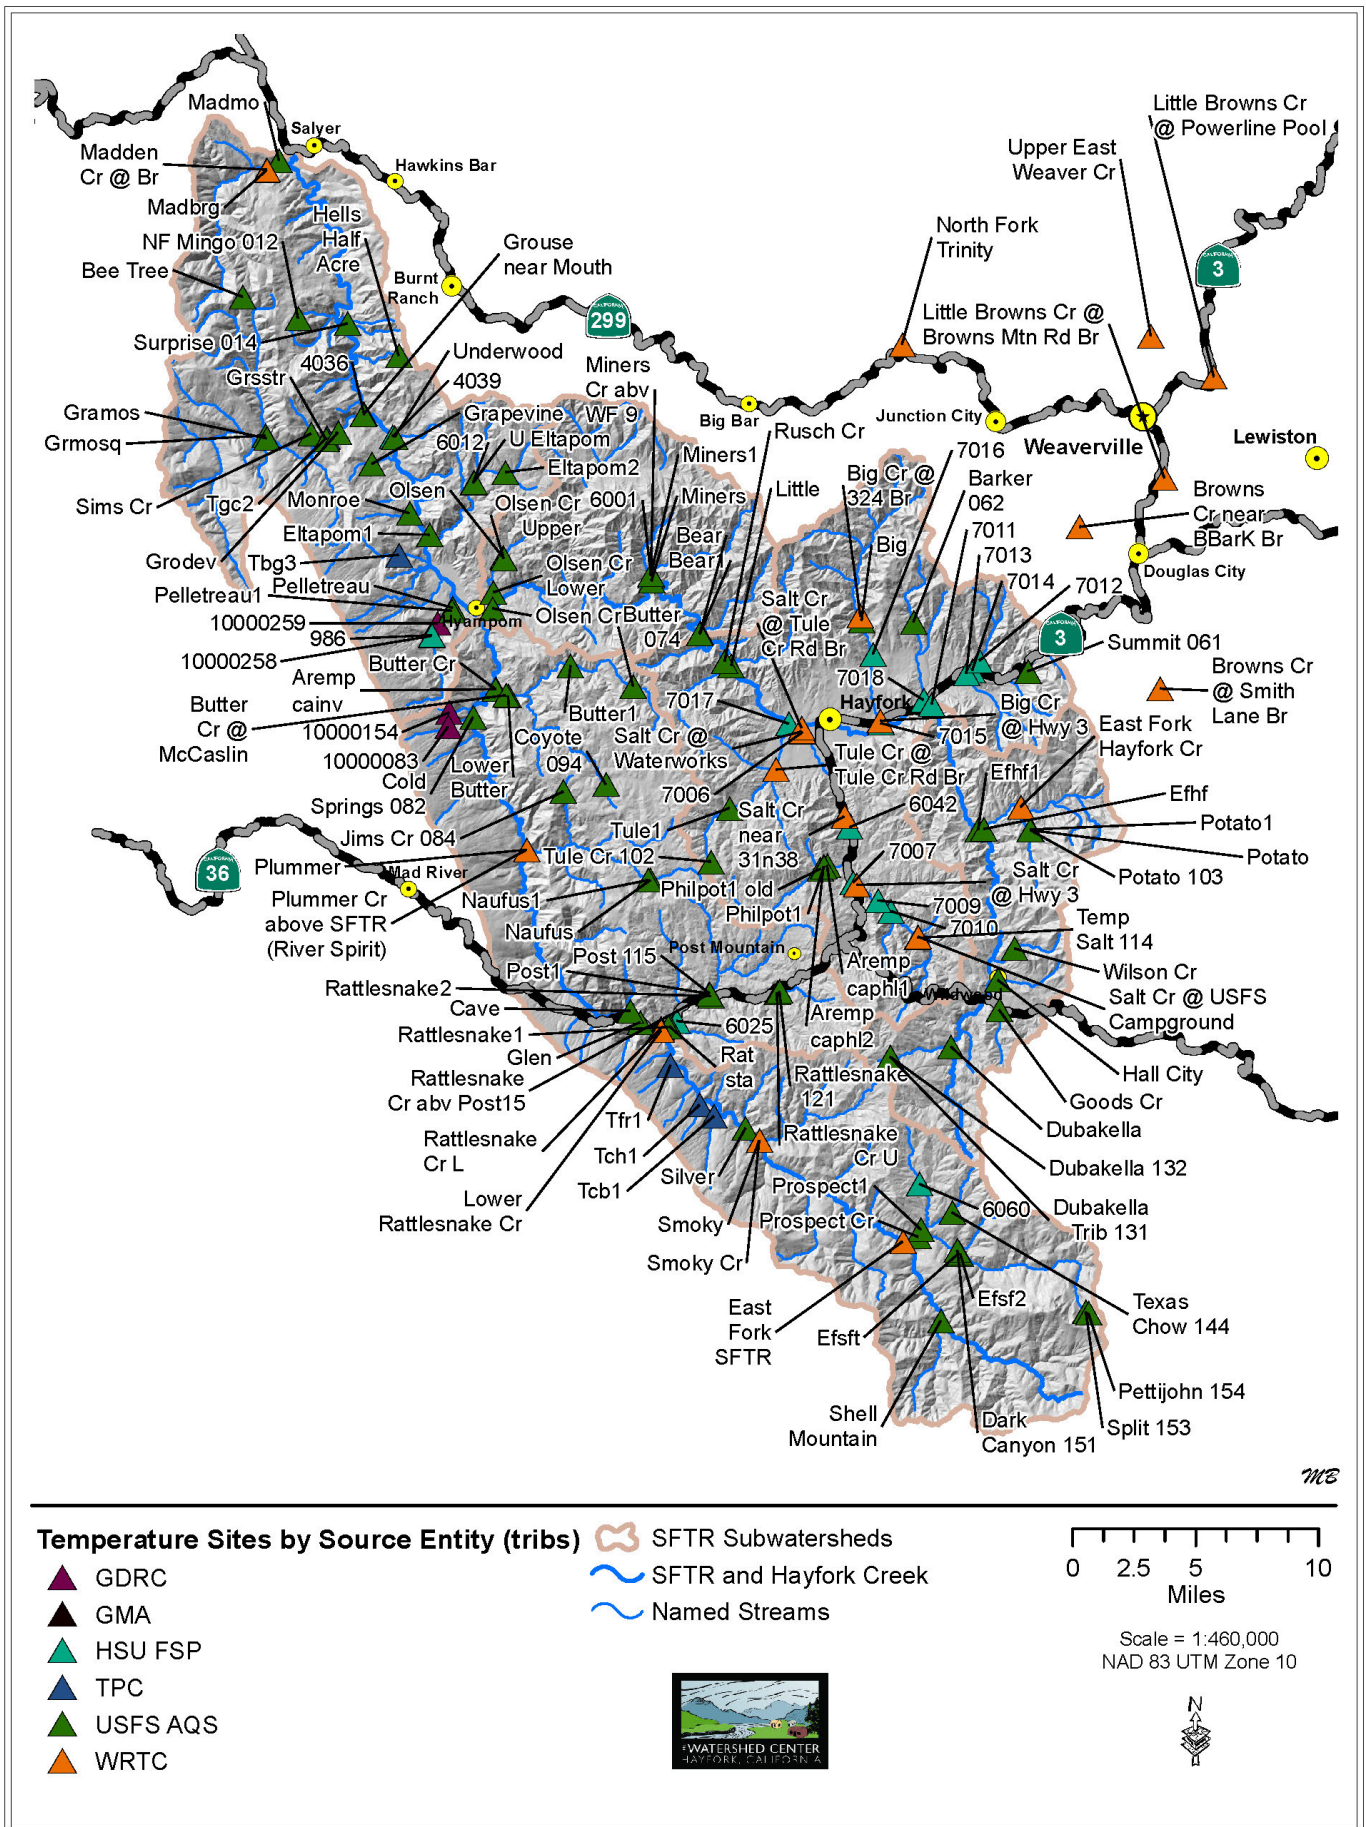 Madmo
Salyer
Little Browns Cr
@ Powerline Pool
Upper East
Weaver Cr
Madden
Cr @ Br
Hawkins Bar
Madbrg
Hells
Half
Acre
NF Mingo 012
Grouse
near Mouth
North Fork
Trinity
Bee Tree
Burnt
Ranch
CALIFORNIA
3
CALIFORNIA
299
Little Browns Cr @
Browns Mtn Rd Br
Surprise 014
Underwood
Miners
Cr abv
WF 9
4036
4039
Grsstr
Gramos
Grapevine
Big Bar
Junction City
Grmosq
6012
U Eltapom
Rusch Cr
7016
Weaverville
Lewiston
Eltapom2
Miners1
Big Cr @
324 Br
Barker
062
Sims Cr
Tgc2
Monroe
Olsen
Olsen Cr
Upper
6001
Miners
Little
Browns
Cr near
BBarK Br
Eltapom1
Bear
Bear1
Big
7011
7013
Grodev
Tbg3
Olsen Cr
Lower
7014
7012
Douglas City
Pelletreau
Pelletreau1
Salt Cr
@ Tule
Cr Rd Br
10000259
Hyampom
Olsen Cr
Butter
074
CALIFORNIA
3
986
Summit 061
10000258
Butter Cr
7018
Browns Cr
@ Smith
Lane Br
Aremp
cainv
7017
Hayfork
Butter
Cr @
McCaslin
Butter1
Big Cr
@ Hwy 3
East Fork
Hayfork Cr
10000154
Coyote
094
Salt Cr @
Waterworks
7015
10000083
Lower
Butter
Tule Cr @
Tule Cr Rd Br
Efhf1
Cold
Springs 082
7006
6042
Efhf
Jims Cr 084
Tule1
Salt Cr
near
31n38
Potato1
CALIFORNIA
36
Plummer
Mad River
Tule Cr 102
7007
Salt Cr
@ Hwy 3
Potato
Potato 103
Plummer Cr
above SFTR
(River Spirit)
Naufus1
Philpot1 old
Philpot1
7009
7010
Temp
Salt 114
Naufus
Post Mountain
Aremp
caphl1
Wilson Cr
Post1
Post 115
Wildwood
Salt Cr @ USFS
Campground
Rattlesnake2
Cave
6025
Aremp
caphl2
Rattlesnake1
Glen
Rat
sta
Hall City
Rattlesnake
Cr abv Post15
Rattlesnake
121
Goods Cr
Tfr1
Dubakella
Rattlesnake
Cr L
Tch1
Rattlesnake
Cr U
Dubakella 132
Silver
Tcb1
Prospect1
Lower
Rattlesnake Cr
Smoky
Prospect Cr
6060
Dubakella
Trib 131
Smoky Cr
Efsf2
East
Fork
SFTR
Efsft
Texas
Chow 144
Pettijohn 154
Shell
Mountain
Dark
Canyon 151
Split 153
MB
Temperature Sites by Source Entity (tribs)
GDRC
GMA
HSU FSP
TPC
USFS AQS
WRTC
SFTR Subwatersheds
SFTR and Hayfork Creek
Named Streams
0 2.5 5 10
Miles
Scale = 1:460,000
NAD 83 UTM Zone 10
N
WATERSHED CENTER
HAYFORK, CALIFORNIA